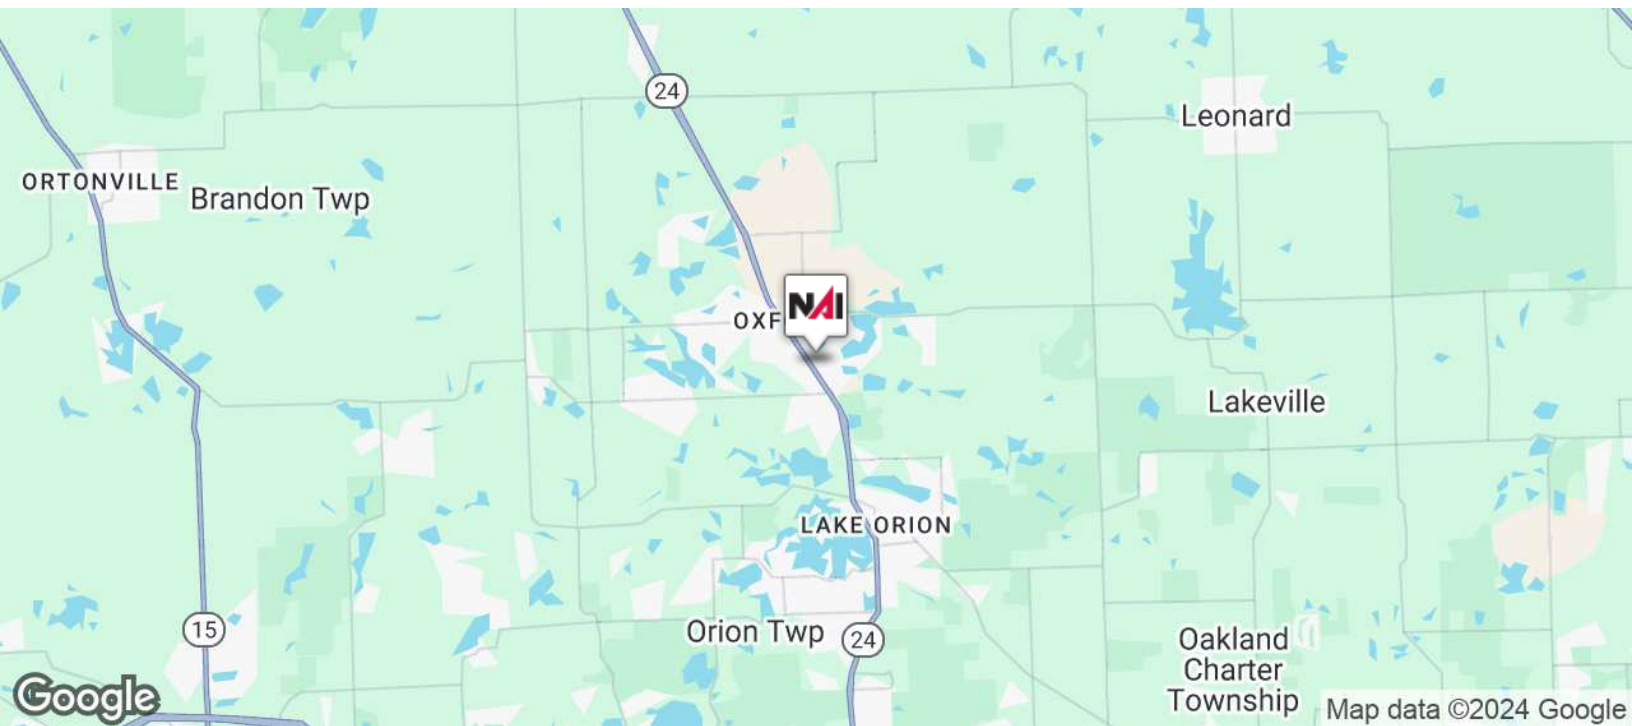 24
Leonard
ORTONVILLE
Brandon Twp
NAI
OXF
Lakeville
LAKE ORION
15
Orion Twp
24
Oakland
Charter
Township
Google
Map data ©2024 Google